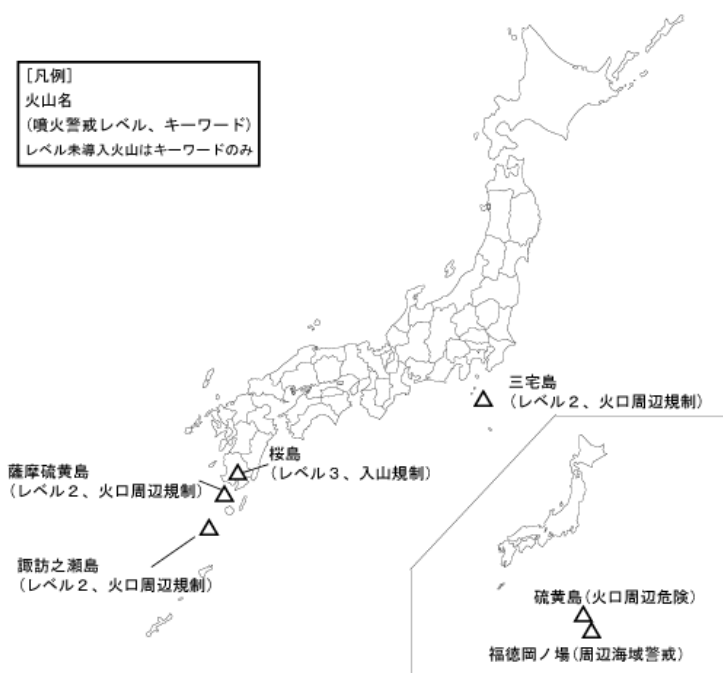 [凡例]
火山名
(噴火警戒レベル、キーワード)
レベル未導入火山はキーワードのみ
三宅島
(レベル2、火口周辺規制)
桜島
(レベル3、入山規制)
薩摩硫黄島
(レベル2、火口周辺規制)
諏訪之瀬島
(レベル2、火口周辺規制)
硫黄島(火口周辺危険)
福徳岡ノ場(周辺海域警戒)